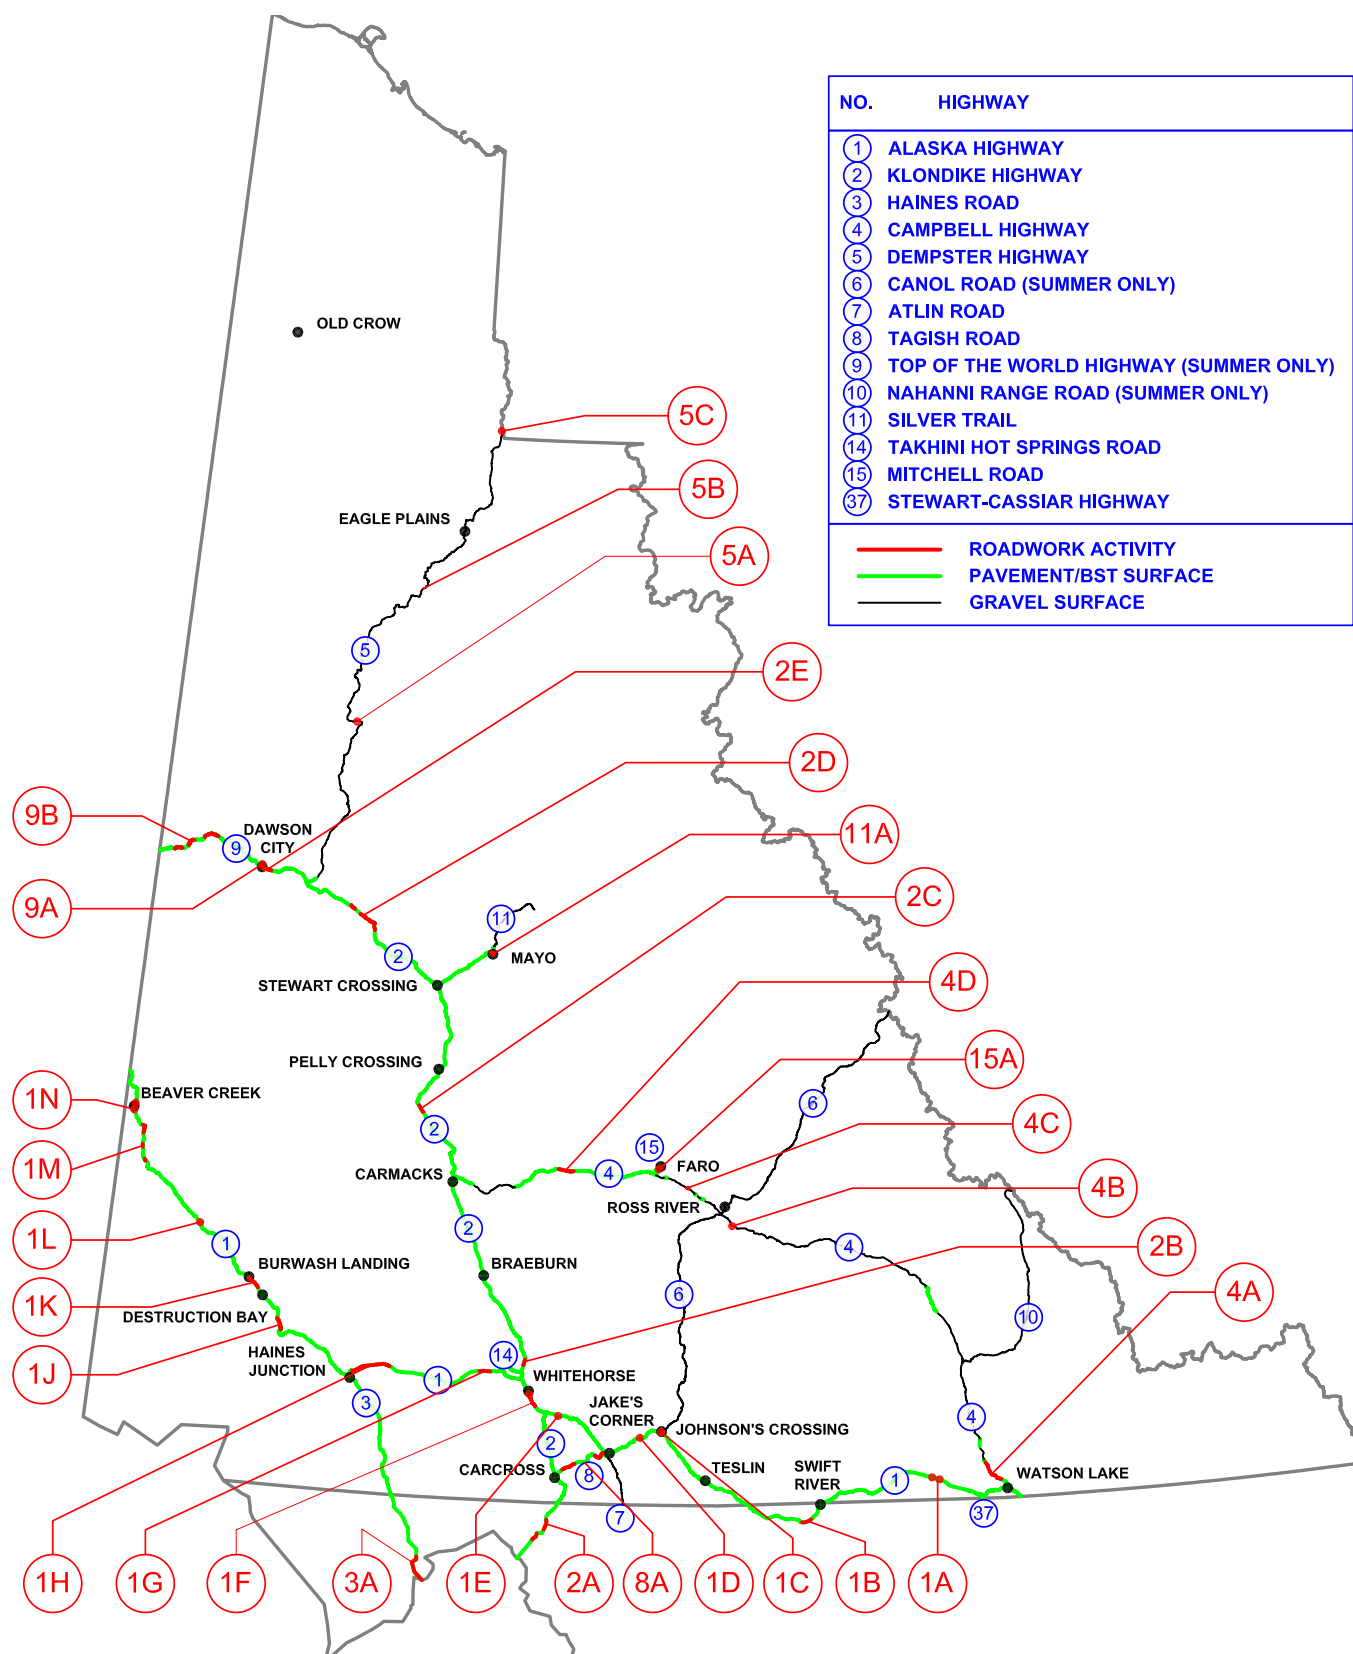 NO. HIGHWAY
1 ALASKA HIGHWAY
2 KLONDIKE HIGHWAY
3 HAINES ROAD
4 CAMPBELL HIGHWAY
5 DEMPSTER HIGHWAY
6 CANOL ROAD (SUMMER ONLY)
7 ATLIN ROAD
8 TAGISH ROAD
9 TOP OF THE WORLD HIGHWAY (SUMMER ONLY)
10 NAHANNI RANGE ROAD (SUMMER ONLY)
11 SILVER TRAIL
14 TAKHINI HOT SPRINGS ROAD
15 MITCHELL ROAD
37 STEWART-CASSIAR HIGHWAY
ROADWORK ACTIVITY
PAVEMENT/BST SURFACE
GRAVEL SURFACE
OLD CROW
5C
5B
EAGLE PLAINS
5A
5
2E
2D
9B
DAWSON
CITY
9
11A
9A
2C
11
2
MAYO
STEWART CROSSING
4D
PELLY CROSSING
15A
1N
BEAVER CREEK
6
2
4C
1M
15
FARO
CARMACKS
4
4B
ROSS RIVER
1L
2
1
4
2B
BURWASH LANDING
BRAEBURN
1K
6
4A
DESTRUCTION BAY
10
1J
HAINES
JUNCTION
14
1
WHITEHORSE
3
JAKE'S
CORNER
4
2
JOHNSON'S CROSSING
CARCROSS
8
TESLIN
SWIFT
RIVER
1
WATSON LAKE
7
37
1H
1G
1F
3A
1E
2A
8A
1D
1C
1B
1A